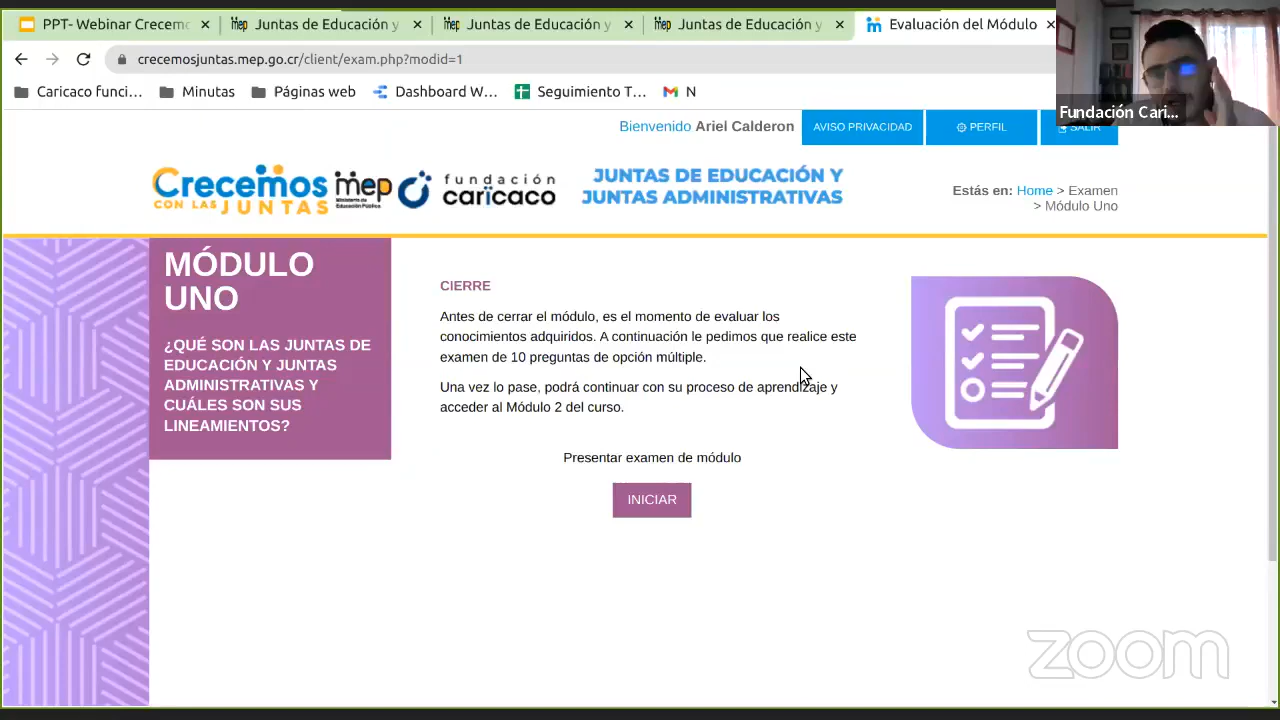 PPT- Webinar Crecem
Juntas de Educación y
Juntas de Educación y
Juntas de Educación y
Evaluación del Módulo
crecemosjuntas.mep.go.cr/client/exam.php?modid=1
Caricaco funci...
Minutas
Páginas web
Dashboard W...
Seguimiento T...
N
Fundación Cari...
Bienvenido Ariel Calderon
AVISO PRIVACIDAD
PERFIL
SALIR
Crecemos
CON LAS JUNTAS
mep
Ministerio de
Educación Pública
fundación
caricaco
JUNTAS DE EDUCACIÓN Y
JUNTAS ADMINISTRATIVAS
Estás en: Home > Examen
> Módulo Uno
MÓDULO
UNO
¿QUÉ SON LAS JUNTAS DE
EDUCACIÓN Y JUNTAS
ADMINISTRATIVAS Y
CUÁLES SON SUS
LINEAMIENTOS?
CIERRE
Antes de cerrar el módulo, es el momento de evaluar los
conocimientos adquiridos. A continuación le pedimos que realice este
examen de 10 preguntas de opción múltiple.
Una vez lo pase, podrá continuar con su proceso de aprendizaje y
acceder al Módulo 2 del curso.
Presentar examen de módulo
INICIAR
zoom